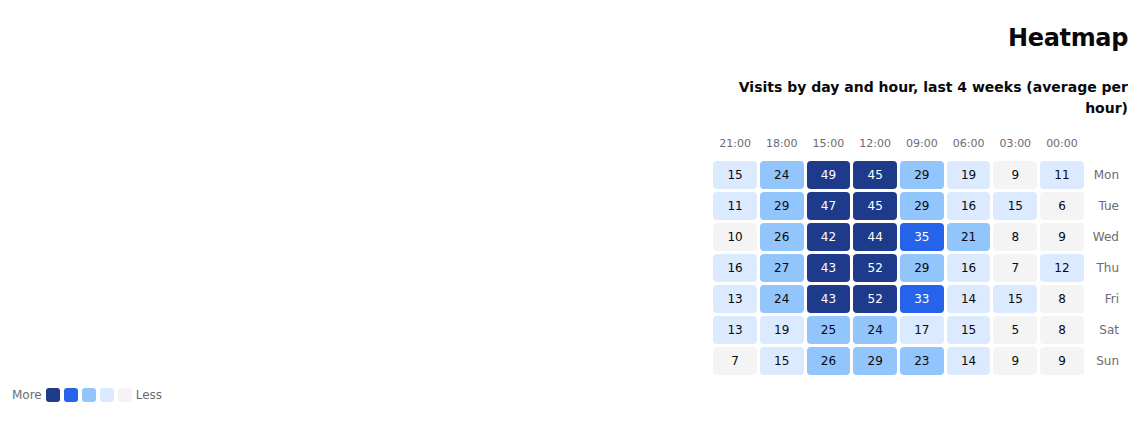 Heatmap
Visits by day and hour, last 4 weeks (average per
hour)
21:00 18:00 15:00 12:00 09:00 06:00 03:00 00:00
15 24 49 45 29 19 9 11 Mon
11 29 47 45 29 16 15 6 Tue
10 26 42 44 35 21 8 9 Wed
16 27 43 52 29 16 7 12 Thu
13 24 43 52 33 14 15 8 Fri
13 19 25 24 17 15 5 8 Sat
7 15 26 29 23 14 9 9 Sun
More Less